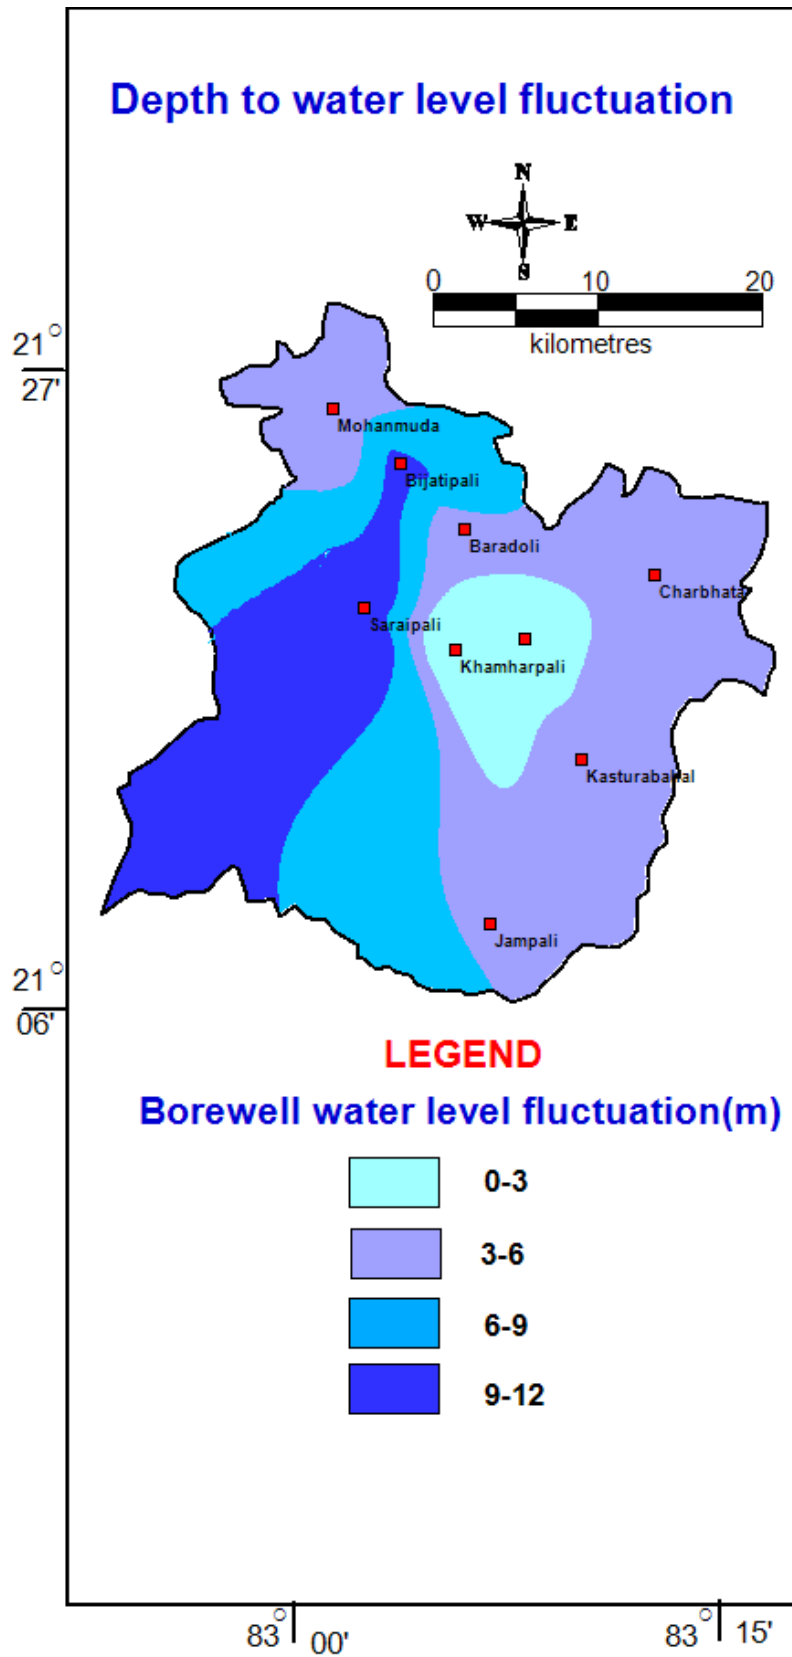 Depth to water level fluctuation
N
W E
S
0 10 20
kilometres
21°
27'
Mohanmuda
Bijatipali
Baradoli
Charbhata
Saraipali
Khamharpali
Kasturabahal
Jampali
21°
06'
LEGEND
Borewell water level fluctuation(m)
0-3
3-6
6-9
9-12
83° 00' 83° 15'